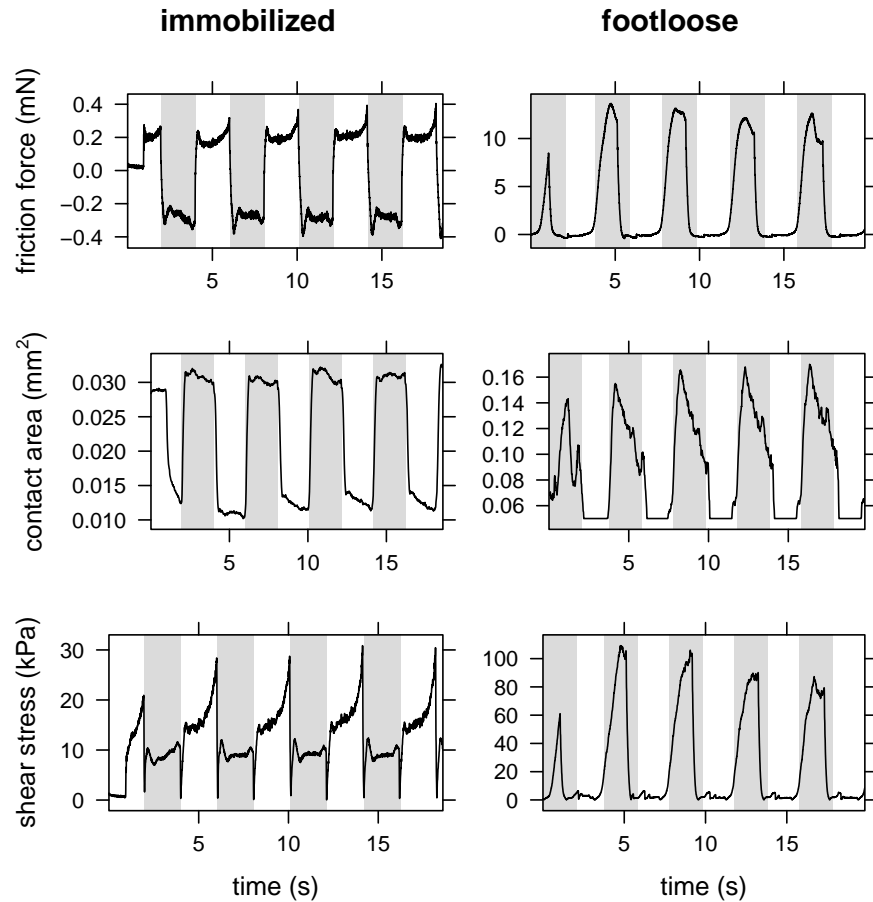 immobilized footloose
friction force (mN)
0.4
0.2
0.0
−0.2
−0.4
5 10 15
10
5
0
5 10 15
contact area (mm²)
0.030
0.025
0.020
0.015
0.010
5 10 15
0.16
0.14
0.12
0.10
0.08
0.06
5 10 15
shear stress (kPa)
30
20
10
0
5 10 15
time (s)
100
80
60
40
20
0
5 10 15
time (s)